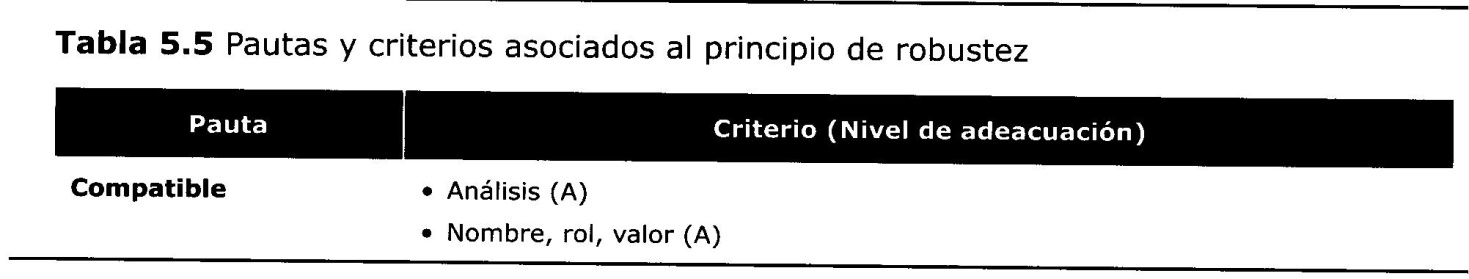 Tabla 5.5 Pautas y criterios asociados al principio de robustez
Pauta
Criterio (Nivel de adeacuación)
Compatible
• Análisis (A)
• Nombre, rol, valor (A)